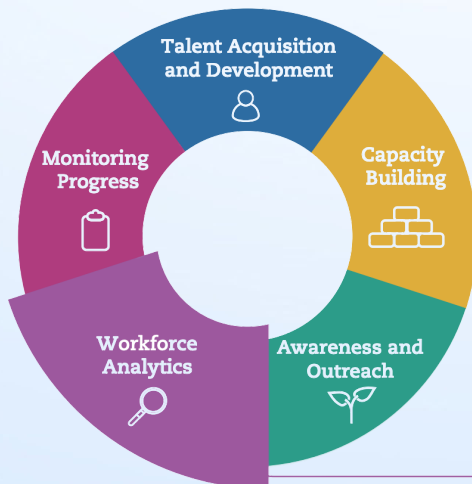 Talent Acquisition
and Development
Capacity
Building
Awareness and
Outreach
Workforce
Analytics
Monitoring
Progress